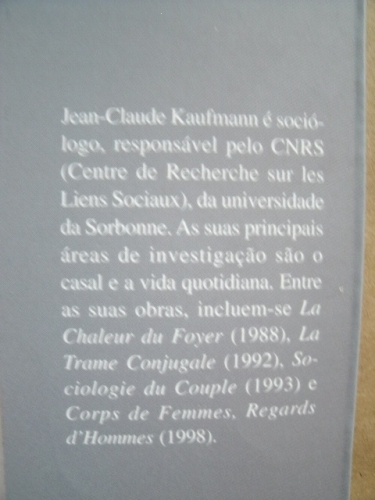 Jean-Claude Kaufmann é soció-
logo, responsável pelo CNRS
(Centre de Recherche sur les
Liens Sociaux), da universidade
da Sorbonne. As suas principais
áreas de investigação são o
casal e a vida quotidiana. Entre
as suas obras, incluem-se La
Chaleur du Foyer (1988), La
Trame Conjugale (1992), So-
ciologie du Couple (1993) e
Corps de Femmes, Regards
d'Hommes (1998).